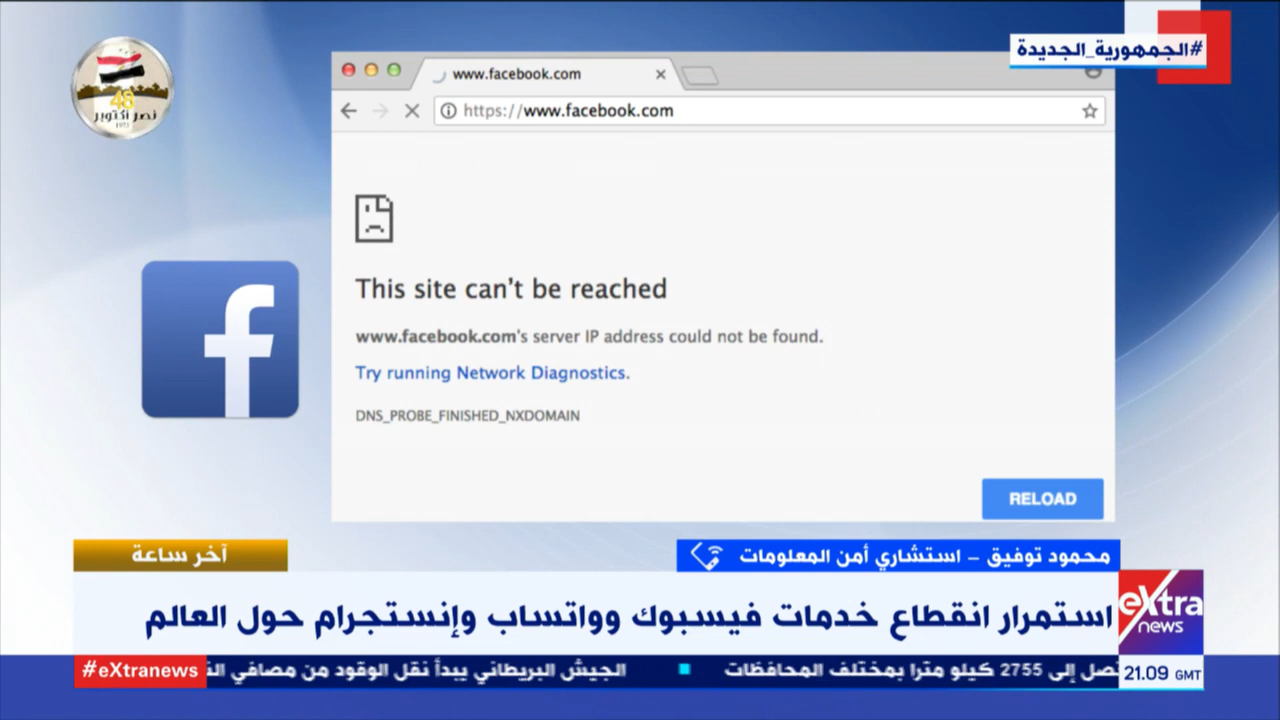 #الجمهورية_الجديدة
48
نصر أكتوبر
1973
www.facebook.com
https://www.facebook.com
This site can't be reached
www.facebook.com's server IP address could not be found.
Try running Network Diagnostics.
DNS_PROBE_FINISHED_NXDOMAIN
RELOAD
f
آخر ساعة
محمود توفيق – استشاري أمن المعلومات
استمرار انقطاع خدمات فيسبوك وواتساب وإنستجرام حول العالم
eXtra
news
تصل إلى 2755 كيلو مترا بمختلف المحافظات
الجيش البريطاني يبدأ نقل الوقود من مصافي
#eXtranews
21.09 GMT